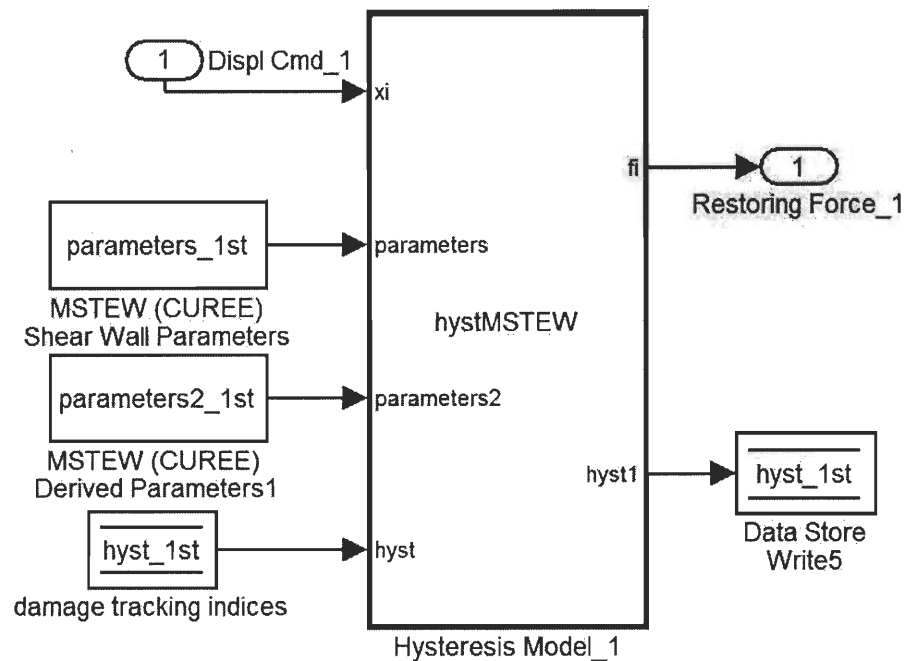 1
Displ Cmd_1
xi
fi
1
Restoring Force_1
parameters_1st
parameters
MSTEW (CUREE)
Shear Wall Parameters
hystMSTEW
parameters2_1st
parameters2
MSTEW (CUREE)
Derived Parameters1
hyst1
hyst_1st
Data Store
Write5
hyst_1st
hyst
damage tracking indices
Hysteresis Model_1